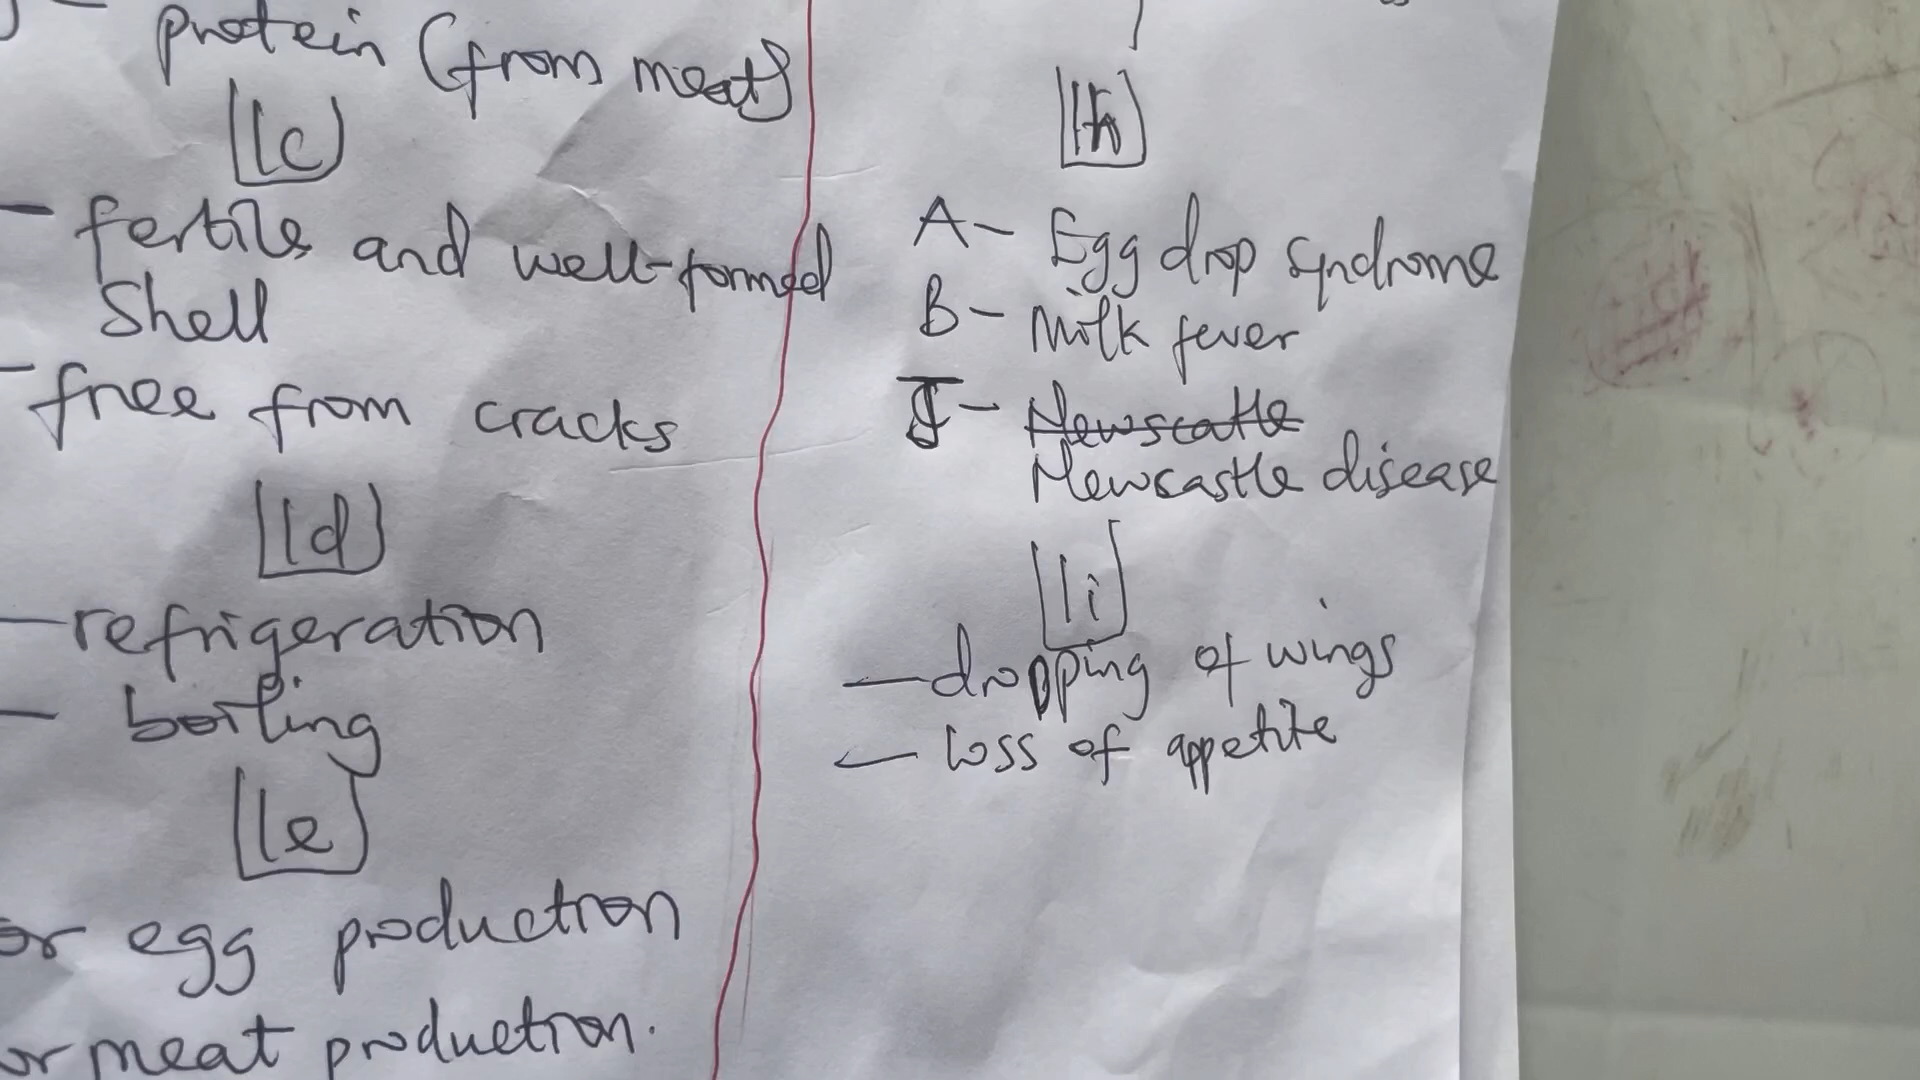 protein (from meat)
1c
- fertile and well-formed
Shell
- free from cracks
1d
- refrigeration
- boiling
1e
or egg production
or meat production.
1h
A- Egg drop syndrome
B- Milk fever
J- Newscatle
Newcastle disease
1i
- dropping of wings
- loss of appetite